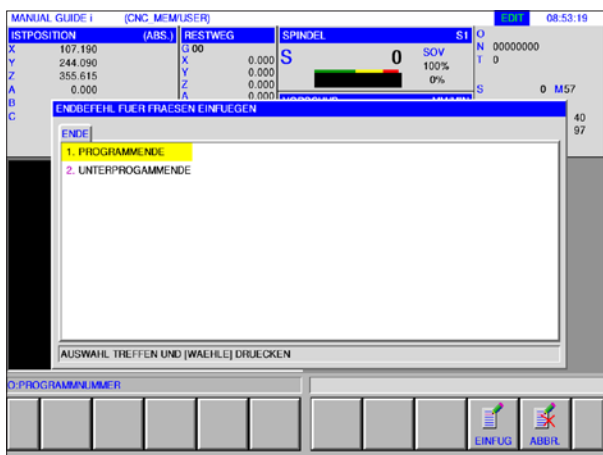 MANUAL GUIDE i (CNC_MEM/USER) EDIT 08:53:19
ISTPOSITION (ABS.) RESTWEG SPINDEL S1 O
X 107.190 G 00 S 0 SOV N 00000000
Y 244.090 X 0.000 100% T 0
Z 355.615 Y 0.000 0%
A 0.000 Z 0.000 S 0 M57
B A 0.000
C 40
97
ENDBEFEHL FUER FRAESEN EINFUEGEN
ENDE
1. PROGRAMMENDE
2. UNTERPROGAMMENDE
AUSWAHL TREFFEN UND [WAEHLE] DRUECKEN
O:PROGRAMMNUMMER
EINFUG ABBR.